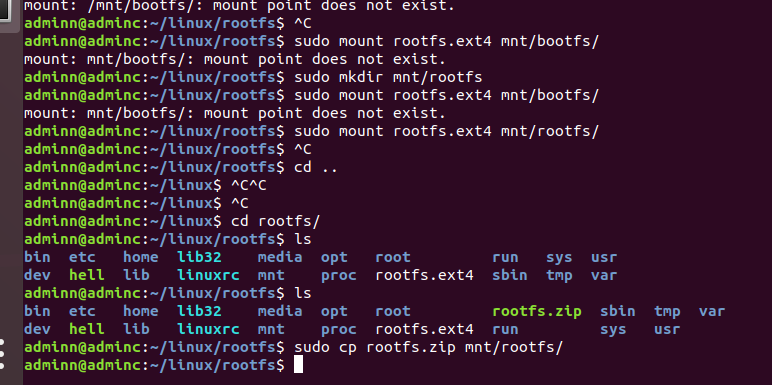 mount: /mnt/bootfs/: mount point does not exist.
adminn@adminc:~/linux/rootfs$ ^C
adminn@adminc:~/linux/rootfs$ sudo mount rootfs.ext4 mnt/bootfs/
mount: mnt/bootfs/: mount point does not exist.
adminn@adminc:~/linux/rootfs$ sudo mkdir mnt/rootfs
adminn@adminc:~/linux/rootfs$ sudo mount rootfs.ext4 mnt/bootfs/
mount: mnt/bootfs/: mount point does not exist.
adminn@adminc:~/linux/rootfs$ sudo mount rootfs.ext4 mnt/rootfs/
adminn@adminc:~/linux/rootfs$ ^C
adminn@adminc:~/linux/rootfs$ cd ..
adminn@adminc:~/linux$ ^C^C
adminn@adminc:~/linux$ ^C
adminn@adminc:~/linux$ cd rootfs/
adminn@adminc:~/linux/rootfs$ ls
bin  etc  home  lib32  media  opt  root  run  sys  usr
dev  hell  lib  linuxrc  mnt  proc  rootfs.ext4  sbin  tmp  var
adminn@adminc:~/linux/rootfs$ ls
bin  etc  home  lib32  media  opt  root  rootfs.zip  sbin  tmp  var
dev  hell  lib  linuxrc  mnt  proc  rootfs.ext4  run  sys  usr
adminn@adminc:~/linux/rootfs$ sudo cp rootfs.zip mnt/rootfs/
adminn@adminc:~/linux/rootfs$